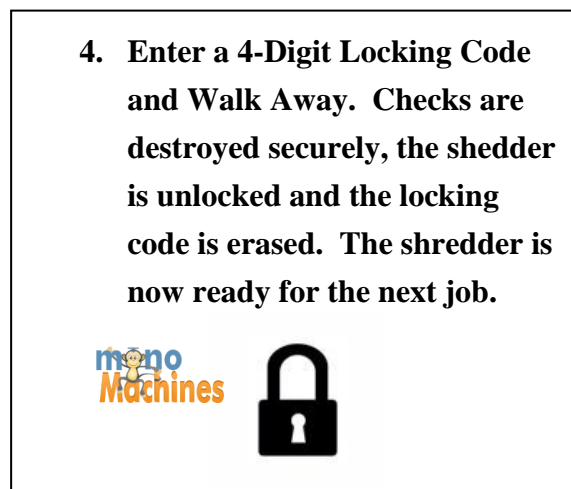 4. Enter a 4-Digit Locking Code
and Walk Away. Checks are
destroyed securely, the shedder
is unlocked and the locking
code is erased. The shredder is
now ready for the next job.
mono
Machines